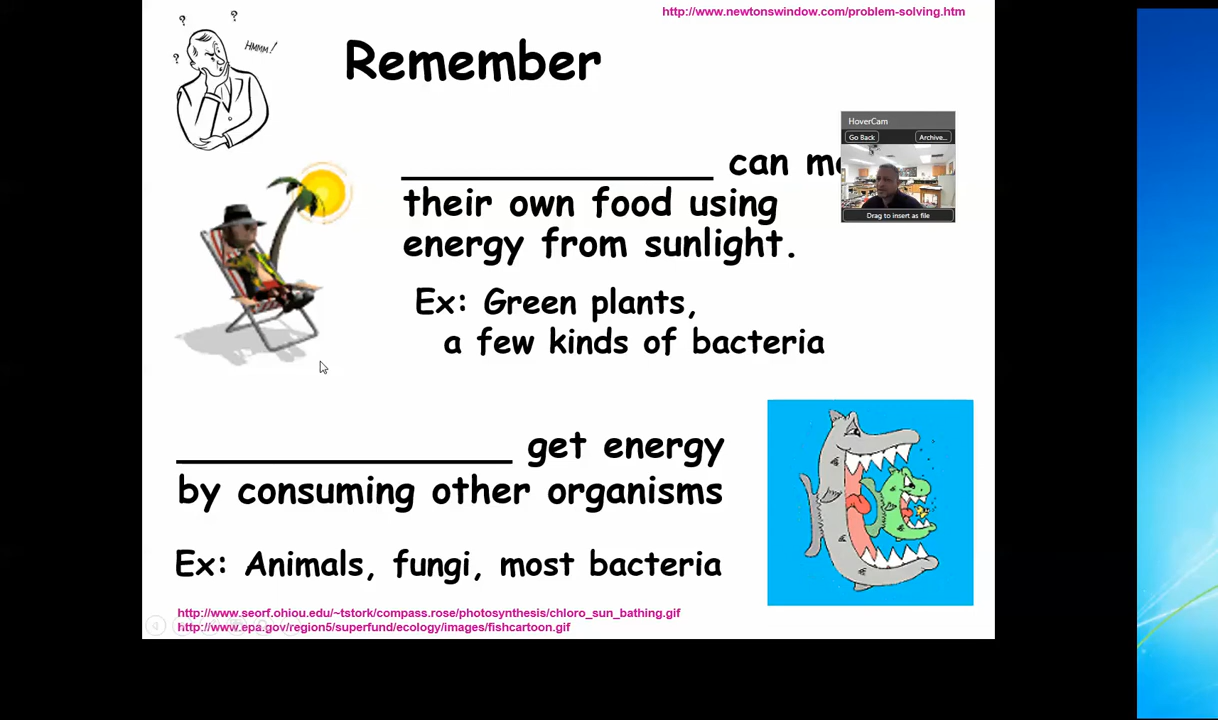 http://www.newtonswindow.com/problem-solving.htm
? ?
? HMMM!
Remember
HoverCam
Go Back Archive...
Drag to insert as file
_______________ can
their own food using
energy from sunlight.
Ex: Green plants,
a few kinds of bacteria
________________ get energy
by consuming other organisms
Ex: Animals, fungi, most bacteria
http://www.seorf.ohiou.edu/~tstork/compass.rose/photosynthesis/chloro_sun_bathing.gif
http://www.epa.gov/region5/superfund/ecology/images/fishcartoon.gif